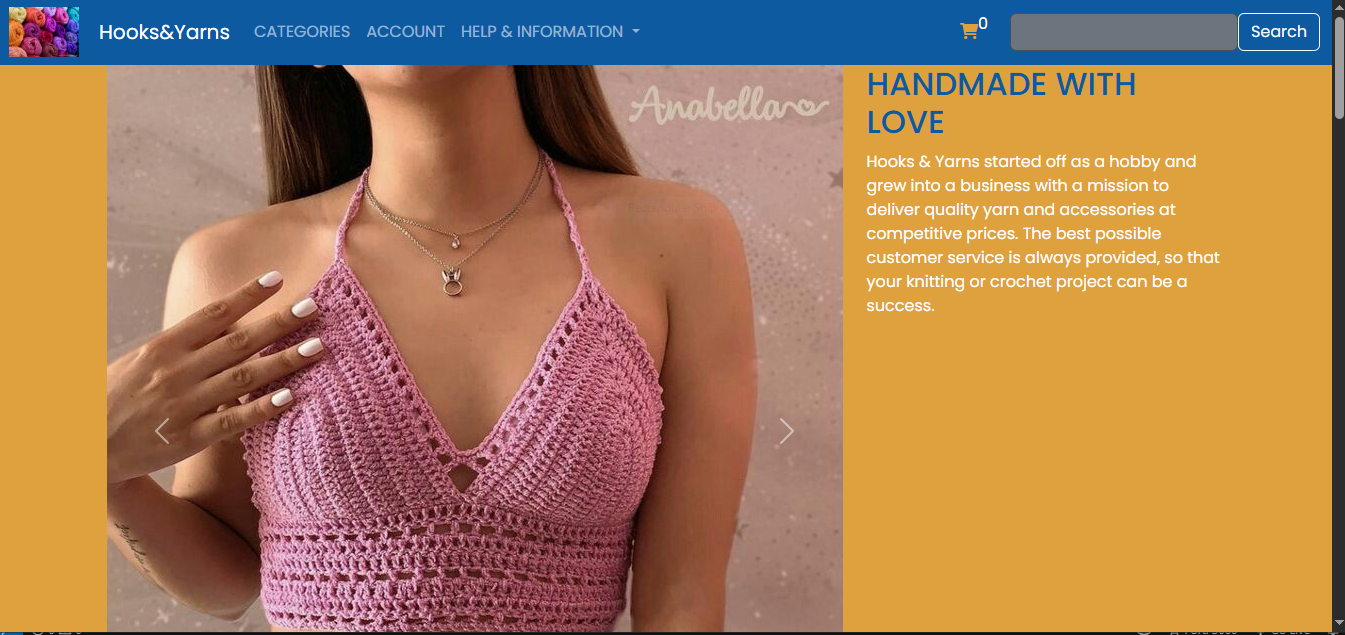 Hooks&Yarns
CATEGORIES
ACCOUNT
HELP & INFORMATION
0
Search
Anabella
HANDMADE WITH
LOVE
Hooks & Yarns started off as a hobby and
grew into a business with a mission to
deliver quality yarn and accessories at
competitive prices. The best possible
customer service is always provided, so that
your knitting or crochet project can be a
success.